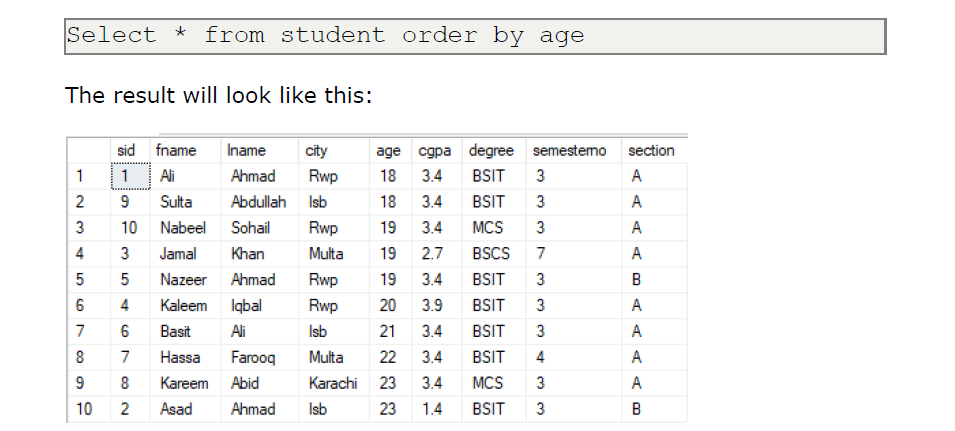 Select * from student order by age
The result will look like this:
sid fname lname city age cgpa degree semesterno section
1 1 Ali Ahmad Rwp 18 3.4 BSIT 3 A
2 9 Sulta Abdullah Isb 18 3.4 BSIT 3 A
3 10 Nabeel Sohail Rwp 19 3.4 MCS 3 A
4 3 Jamal Khan Multa 19 2.7 BSCS 7 A
5 5 Nazeer Ahmad Rwp 19 3.4 BSIT 3 B
6 4 Kaleem Iqbal Rwp 20 3.9 BSIT 3 A
7 6 Basit Ali Isb 21 3.4 BSIT 3 A
8 7 Hassa Farooq Multa 22 3.4 BSIT 4 A
9 8 Kareem Abid Karachi 23 3.4 MCS 3 A
10 2 Asad Ahmad Isb 23 1.4 BSIT 3 B